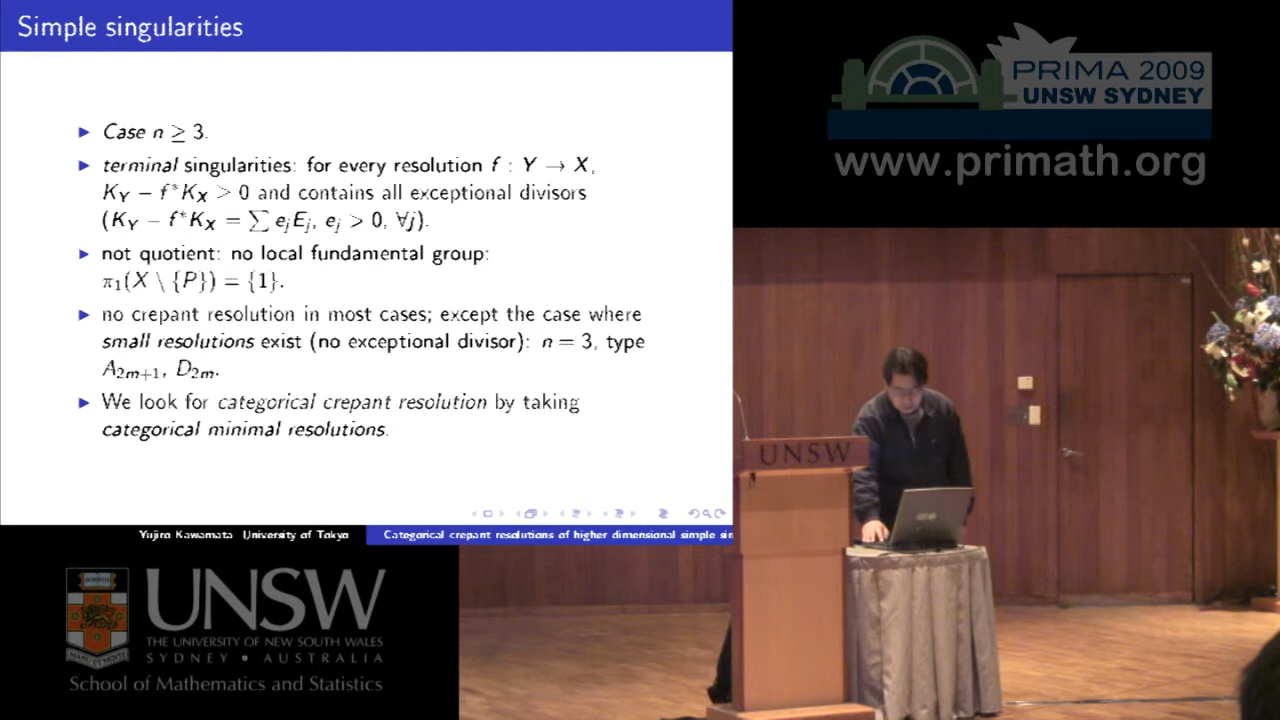 Simple singularities
► Case n ≥ 3.
► terminal singularities: for every resolution f : Y → X,
K_Y − f*K_X > 0 and contains all exceptional divisors
(K_Y − f*K_X = ∑ e_jE_j, e_j > 0, ∀j).
► not quotient: no local fundamental group:
π₁(X \ {P}) = {1}.
► no crepant resolution in most cases; except the case where
small resolutions exist (no exceptional divisor): n = 3, type
A_{2m+1}, D_{2m}.
► We look for categorical crepant resolution by taking
categorical minimal resolutions.
Yujiro Kawamata University of Tokyo
Categorical crepant resolutions of higher dimensional simple sin
PRIMA 2009
UNSW SYDNEY
www.primath.org
UNSW
UNSW
THE UNIVERSITY OF NEW SOUTH WALES
SYDNEY • AUSTRALIA
School of Mathematics and Statistics